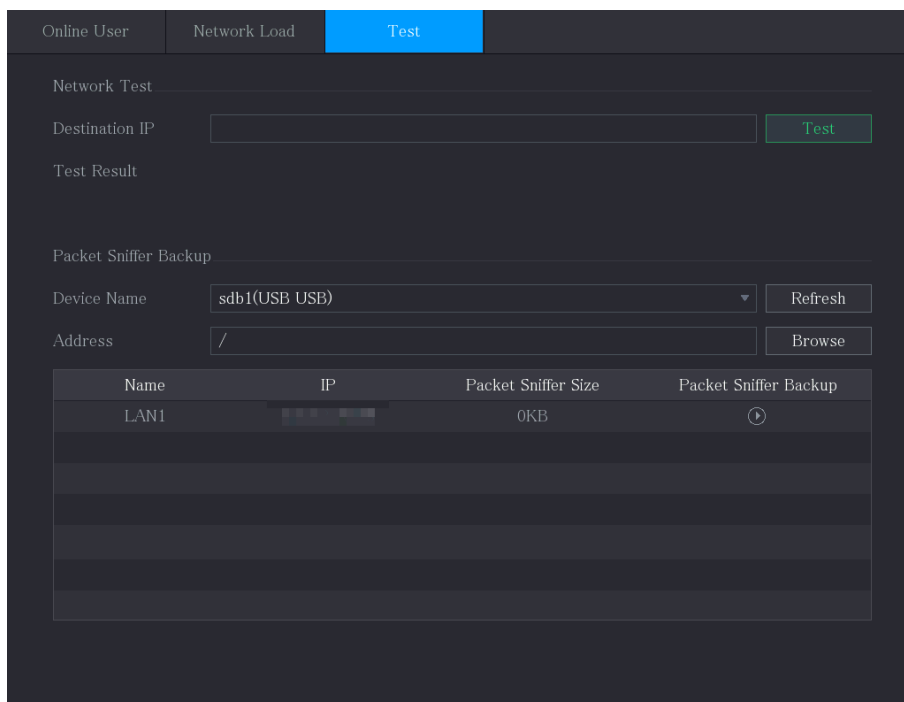 Online User Network Load Test
Network Test
Destination IP Test
Test Result
Packet Sniffer Backup
Device Name sdb1(USB USB) Refresh
Address / Browse
Name IP Packet Sniffer Size Packet Sniffer Backup
LAN1 0KB